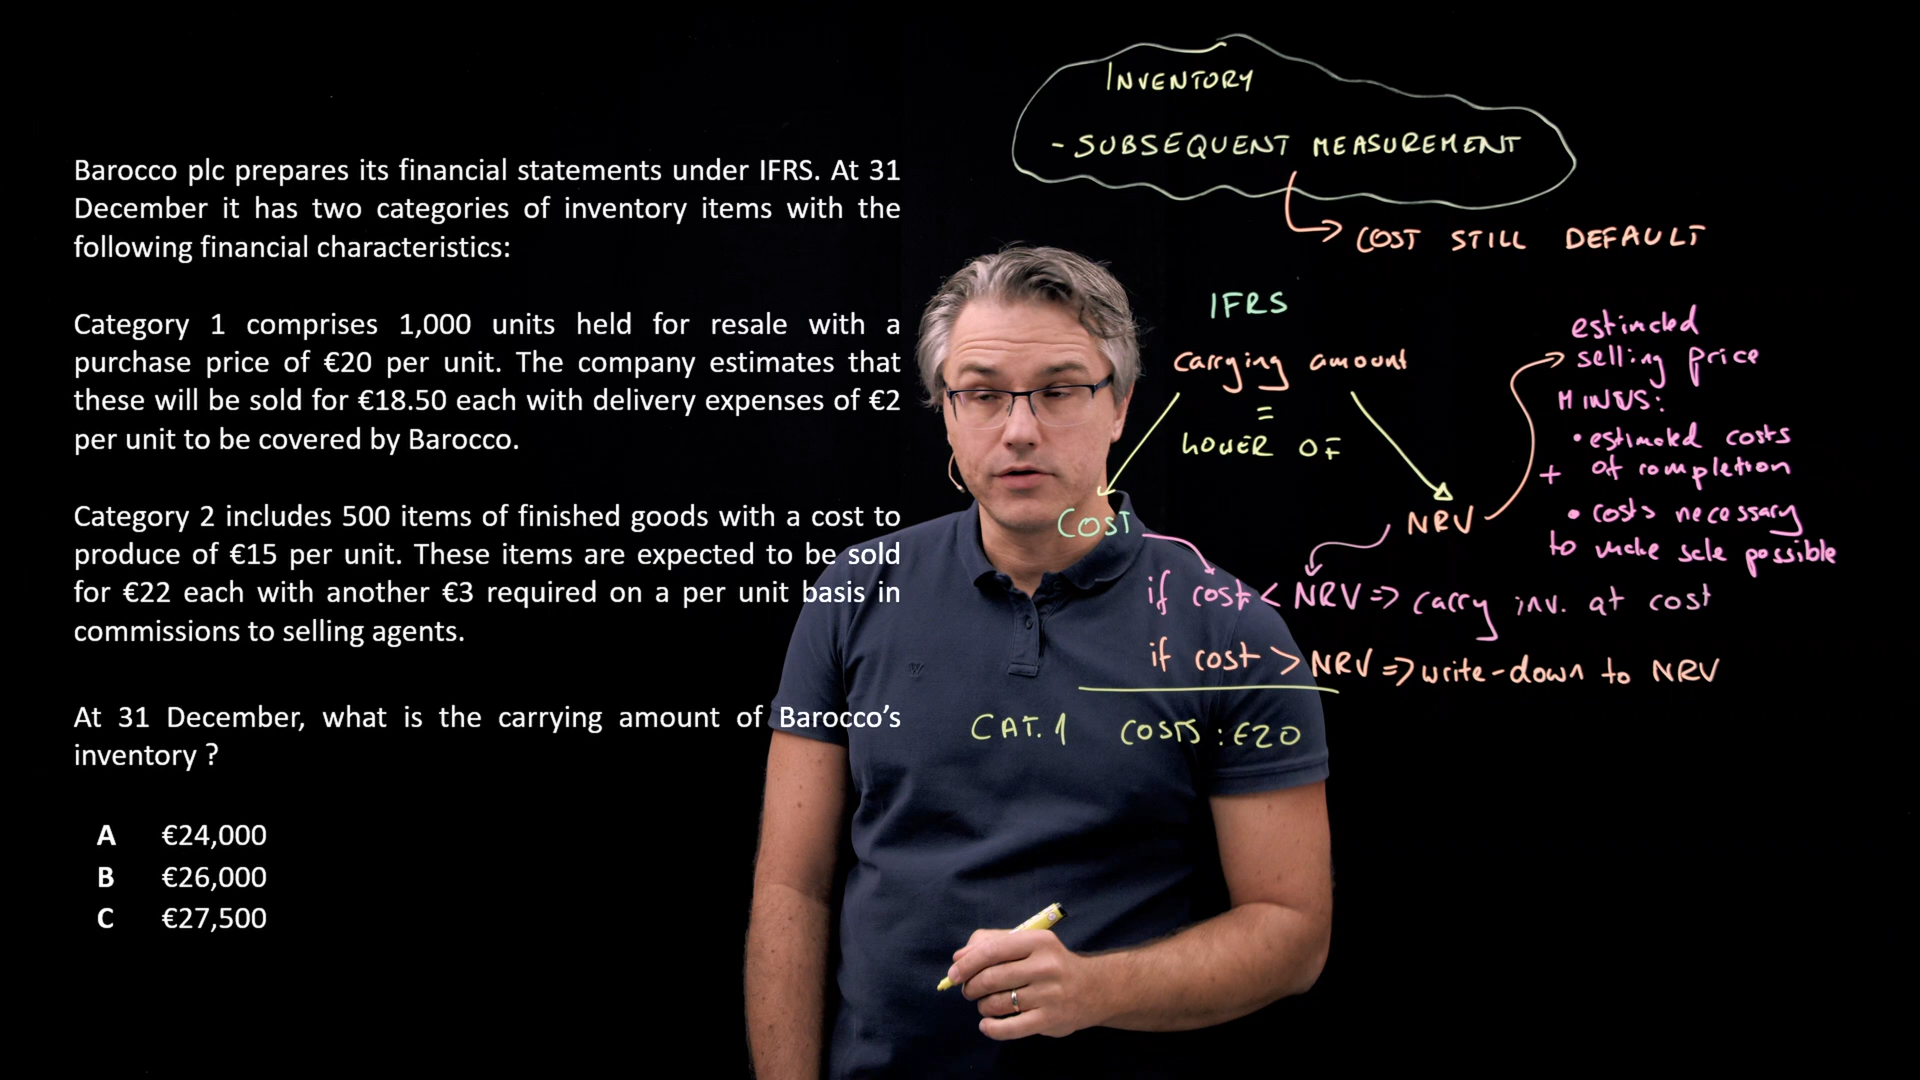 Barocco plc prepares its financial statements under IFRS. At 31
December it has two categories of inventory items with the
following financial characteristics:
Category 1 comprises 1,000 units held for resale with a
purchase price of €20 per unit. The company estimates that
these will be sold for €18.50 each with delivery expenses of €2
per unit to be covered by Barocco.
Category 2 includes 500 items of finished goods with a cost to
produce of €15 per unit. These items are expected to be sold
for €22 each with another €3 required on a per unit basis in
commissions to selling agents.
At 31 December, what is the carrying amount of Barocco’s
inventory ?
A €24,000
B €26,000
C €27,500
INVENTORY
- SUBSEQUENT MEASUREMENT
COST STILL DEFAULT
IFRS
carrying amount
=
LOWER OF
COST
NRV
estimated
selling price
MINUS:
• estimated costs
+ of completion
• costs necessary
to make sale possible
if cost < NRV => carry inv. at cost
if cost > NRV => write-down to NRV
CAT. 1 COSTS : €20